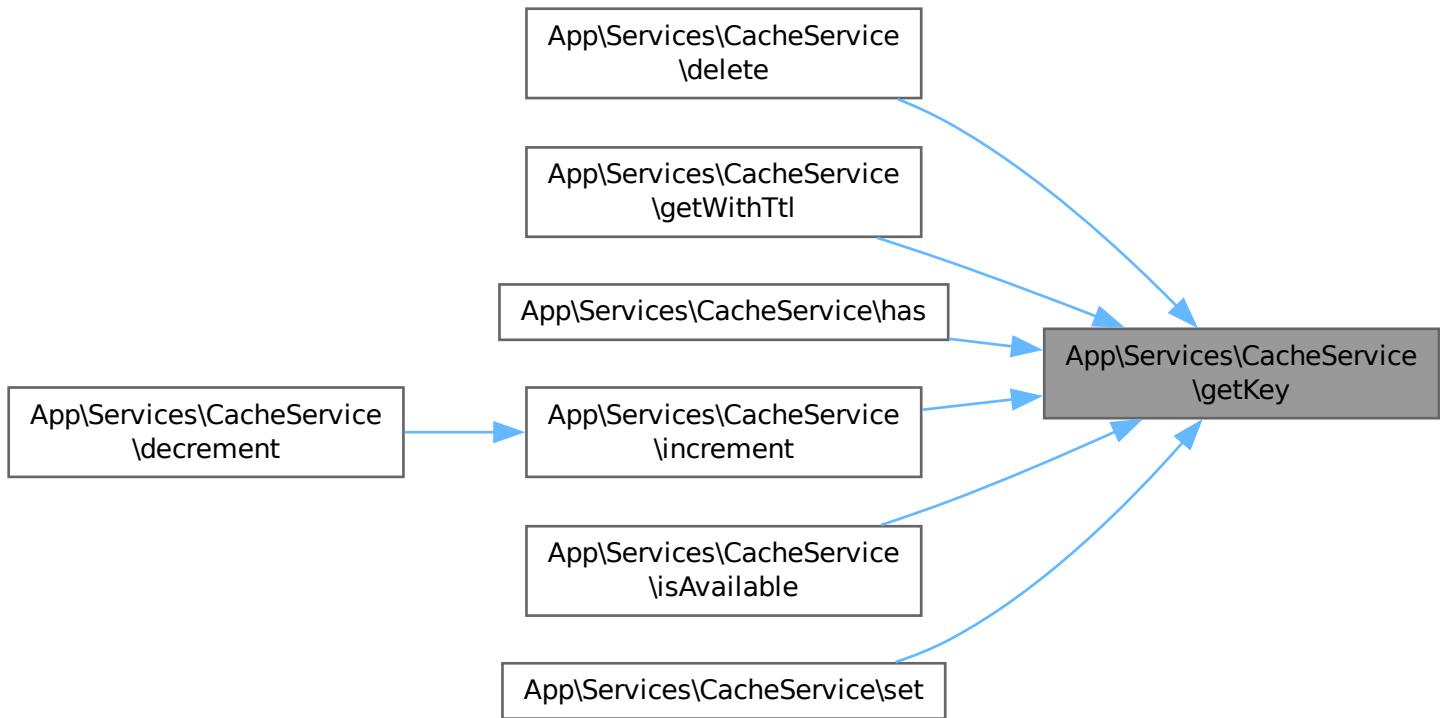 App\Services\CacheService
\delete
App\Services\CacheService
\getWithTtl
App\Services\CacheService\has
App\Services\CacheService
\getKey
App\Services\CacheService
\decrement
App\Services\CacheService
\increment
App\Services\CacheService
\isAvailable
App\Services\CacheService\set